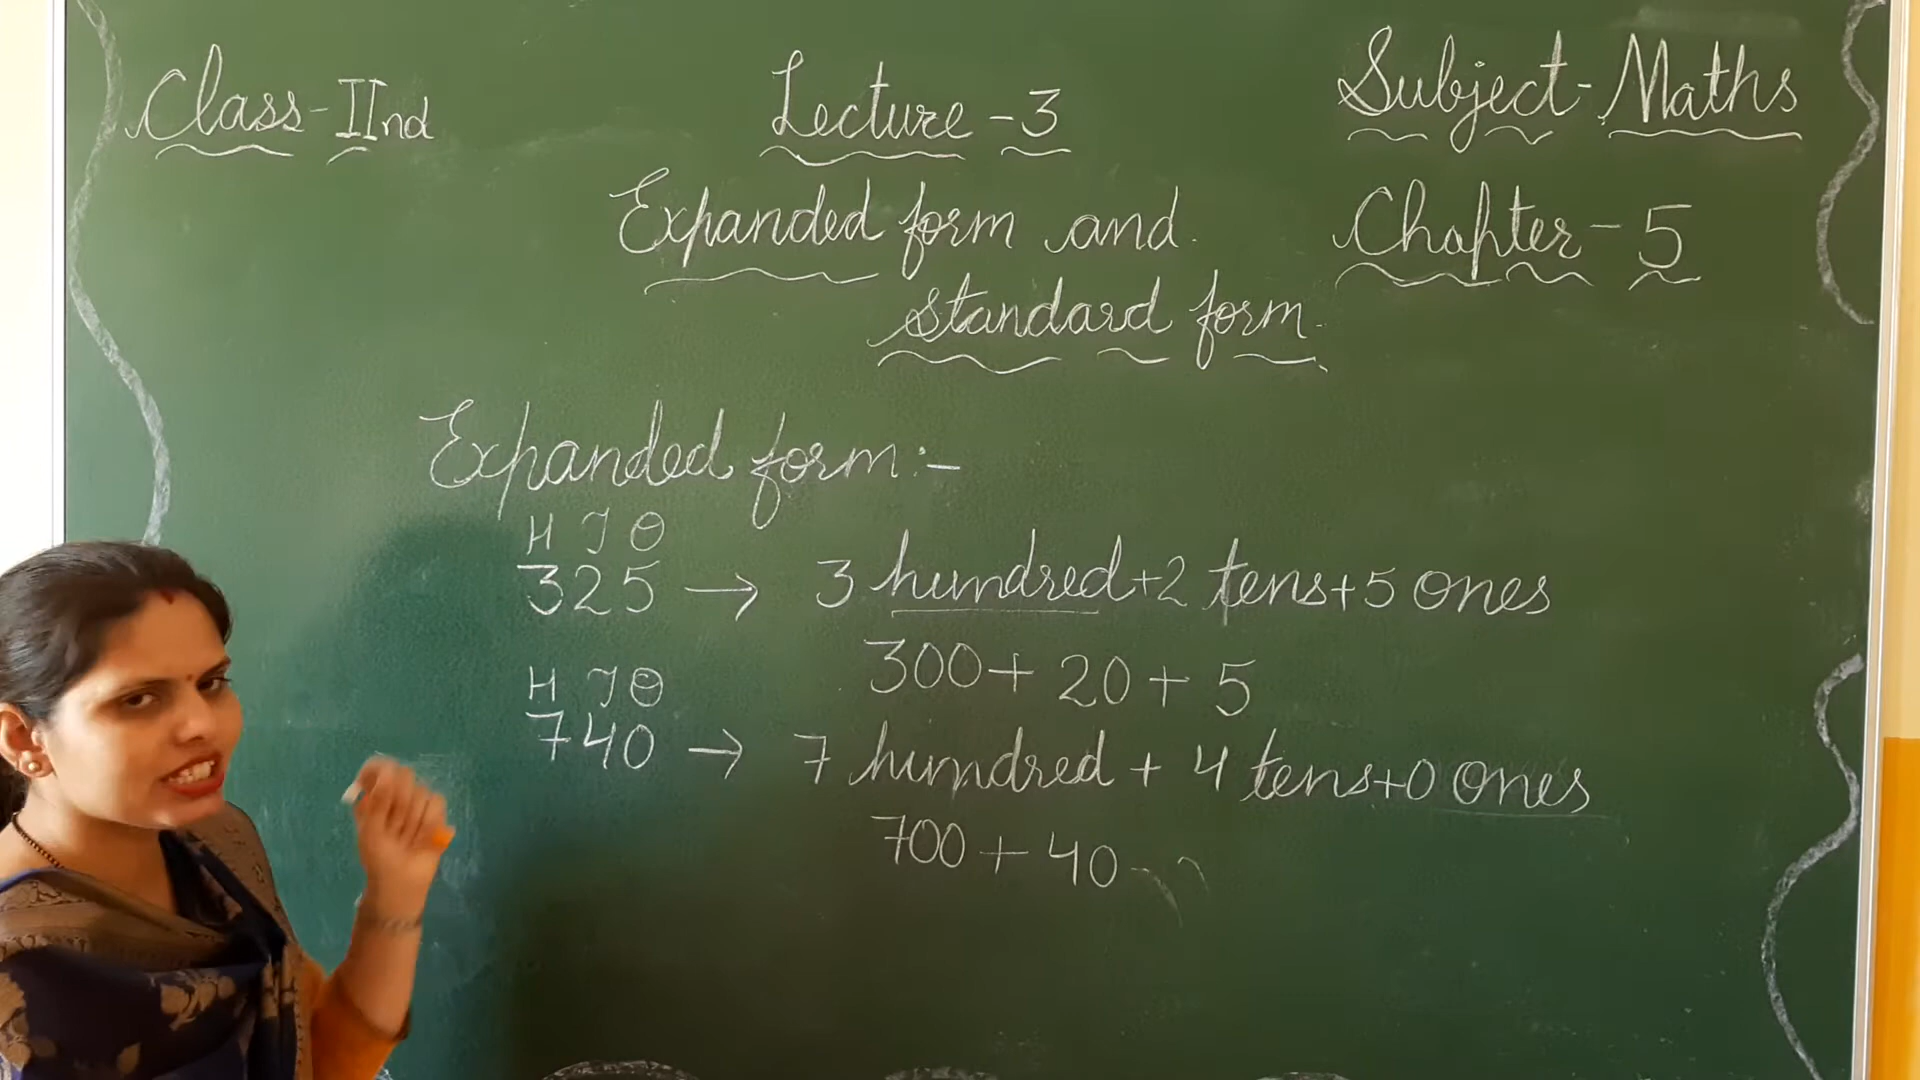 Class-IInd Lecture-3 Subject-Maths
Expanded form and Chapter-5
standard form.
Expanded form:-
H T O
325 → 3 hundred+2 tens+5 ones
300+ 20 + 5
H T O
740 → 7 hundred + 4 tens+0 ones
700 + 40